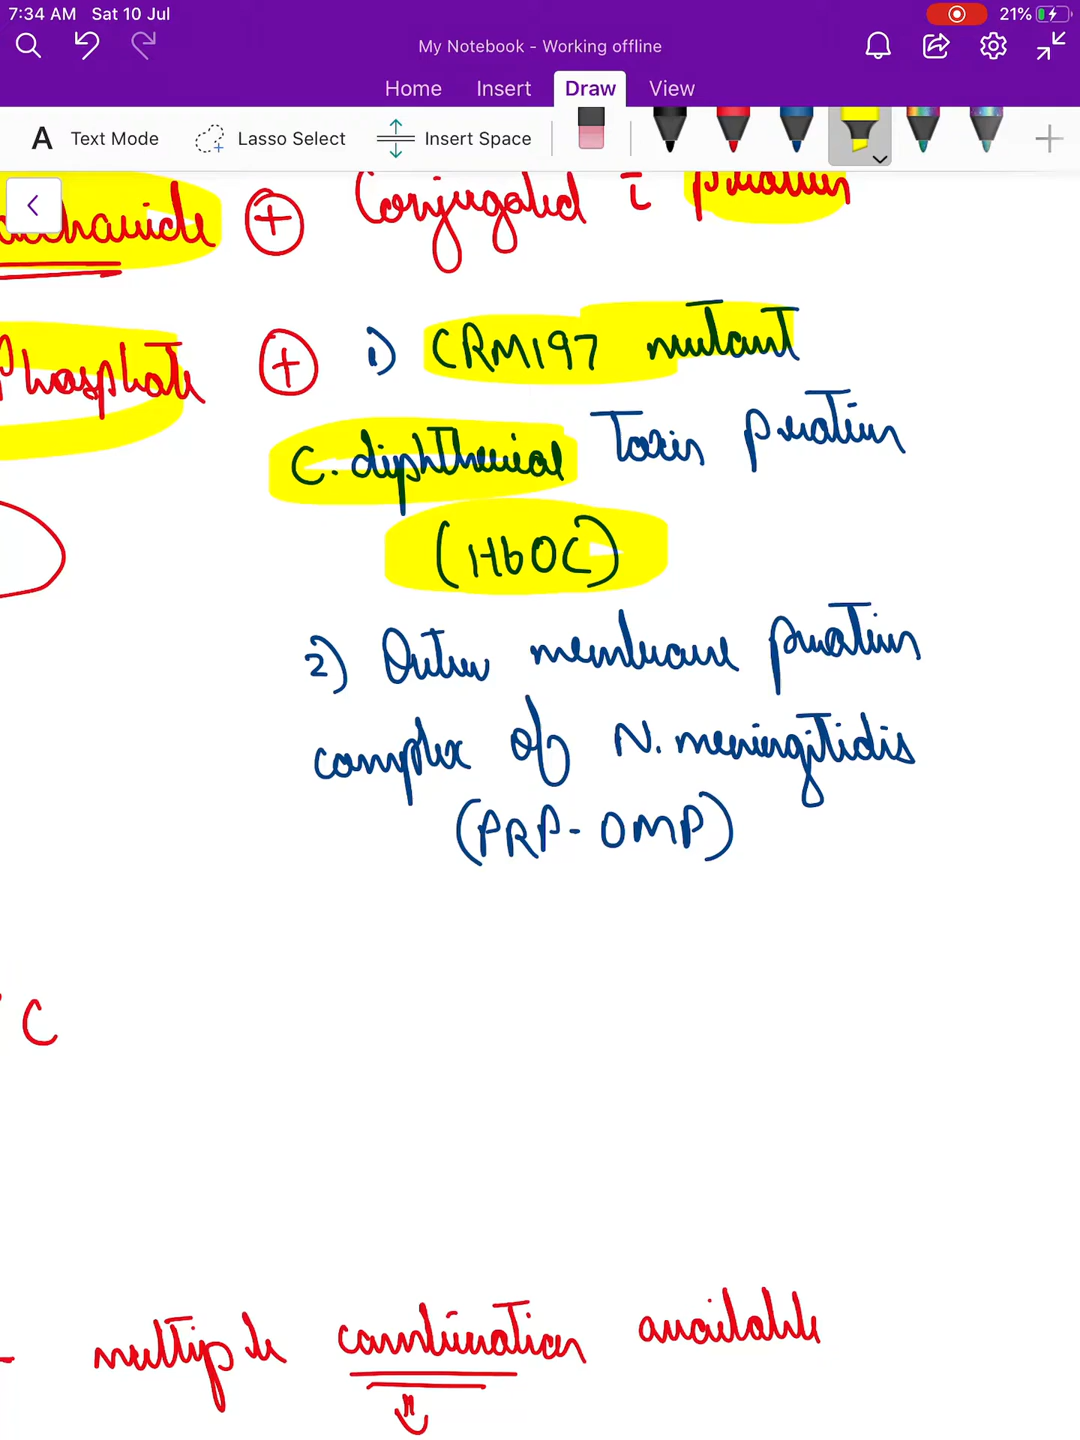 7:34 AM Sat 10 Jul 21%
My Notebook - Working offline
Home Insert Draw View
A Text Mode Lasso Select Insert Space
Conjugated c̄ protein
Phosphate + 1) CRM197 mutant
C. diphtherial Toxin protein
(HbOC)
2) Outer membrane protein
complex of N. meningitidis
(PRP-OMP)
C
- multiple combination available